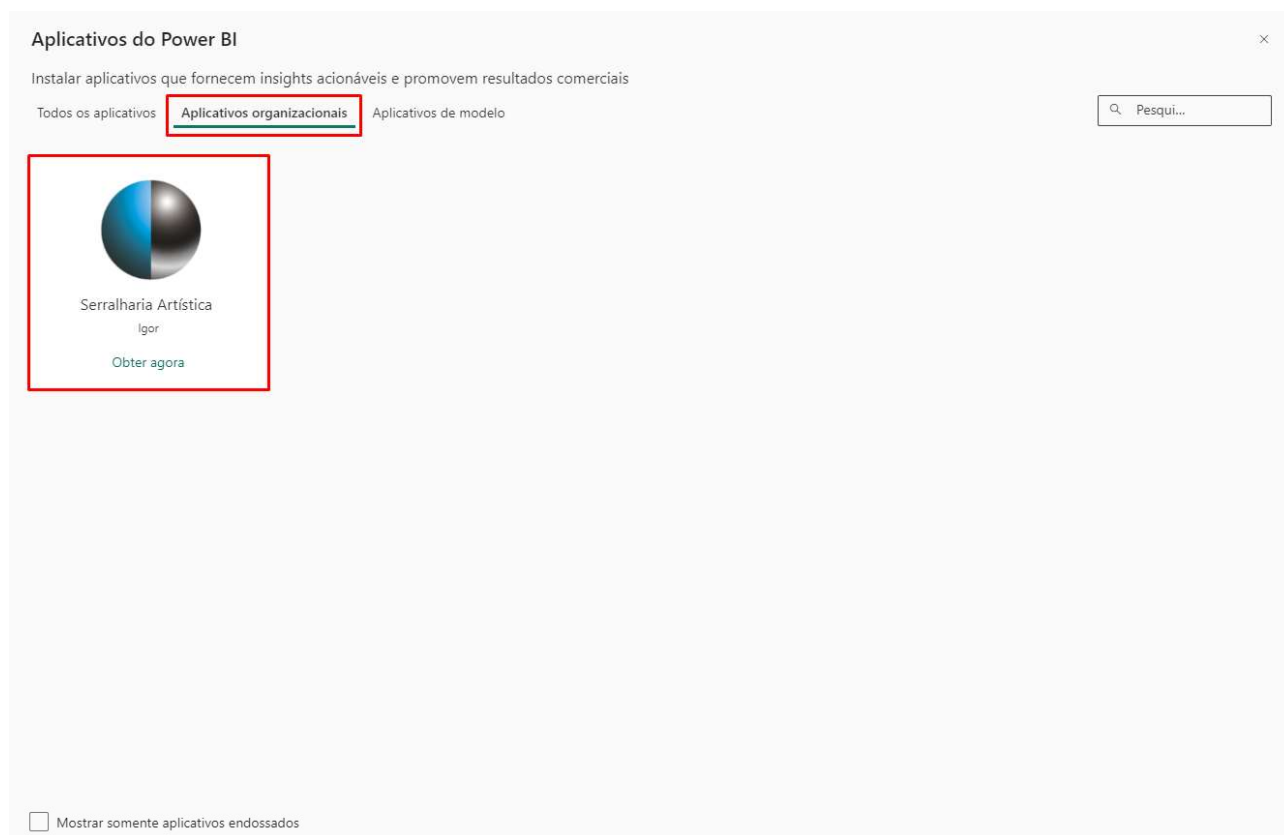 Aplicativos do Power BI
Instalar aplicativos que fornecem insights acionáveis e promovem resultados comerciais
Todos os aplicativos Aplicativos organizacionais Aplicativos de modelo Pesqui...
Serralharia Artística
Igor
Obter agora
Mostrar somente aplicativos endossados